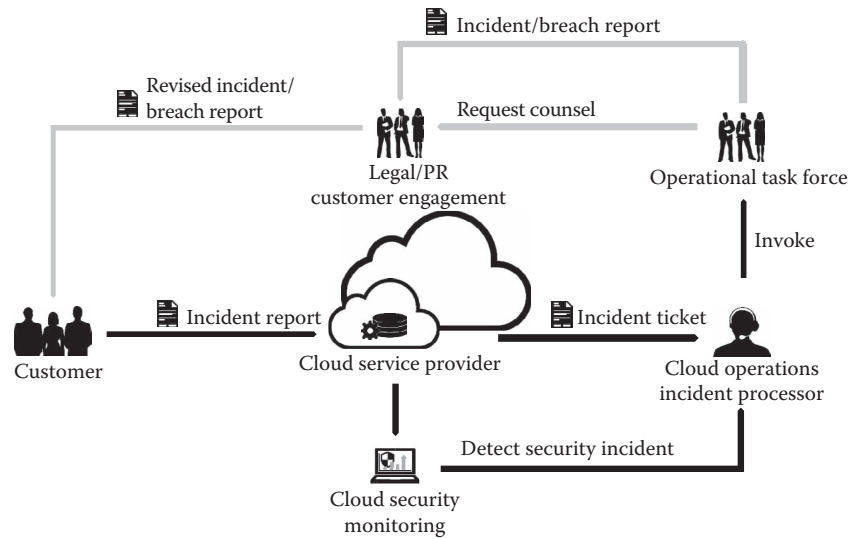 Incident/breach report
Revised incident/
breach report
Request counsel
Legal/PR
customer engagement
Operational task force
Invoke
Incident report
Incident ticket
Customer
Cloud service provider
Cloud operations
incident processor
Detect security incident
Cloud security
monitoring